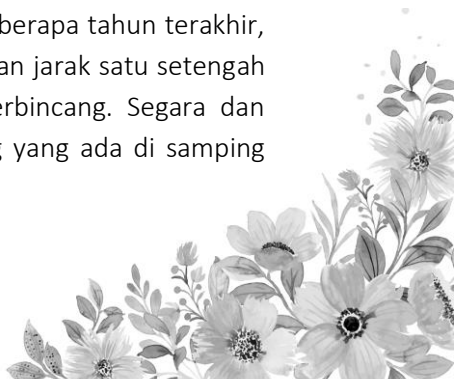 berapa tahun terakhir,
an jarak satu setengah
erbincang. Segara dan
g yang ada di samping